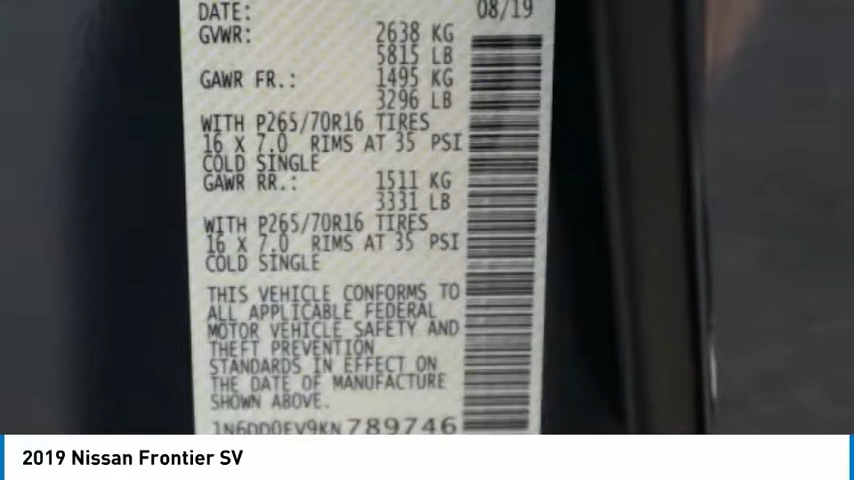 DATE: 08/19
GVWR: 2638 KG
5815 LB
GAWR FR.: 1495 KG
3296 LB
WITH P265/70R16 TIRES
16 X 7.0 RIMS AT 35 PSI
COLD SINGLE
GAWR RR.: 1511 KG
3331 LB
WITH P265/70R16 TIRES
16 X 7.0 RIMS AT 35 PSI
COLD SINGLE
THIS VEHICLE CONFORMS TO
ALL APPLICABLE FEDERAL
MOTOR VEHICLE SAFETY AND
THEFT PREVENTION
STANDARDS IN EFFECT ON
THE DATE OF MANUFACTURE
SHOWN ABOVE.
1N6DD0EV9KN789746
2019 Nissan Frontier SV